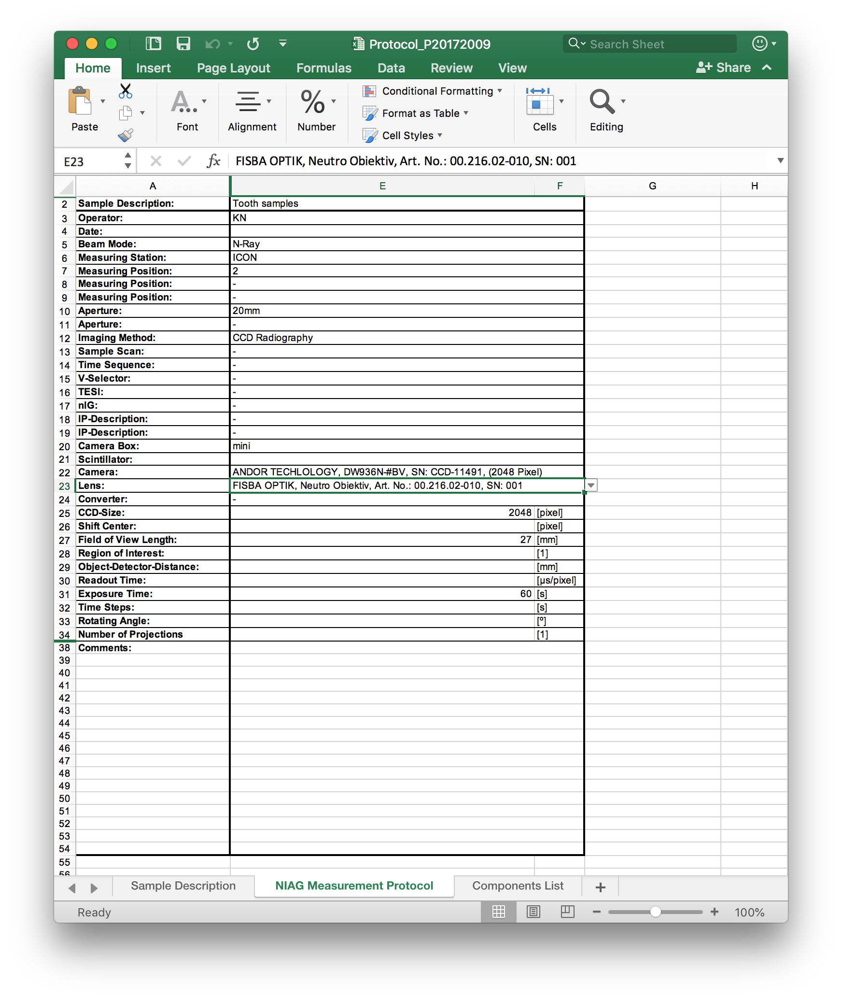 Protocol_P20172009
Search Sheet
Home Insert Page Layout Formulas Data Review View Share
Paste
A..
Font
Alignment
%
Number
Conditional Formatting
Format as Table
Cell Styles
Cells
Editing
E23 fx FISBA OPTIK, Neutro Obiektiv, Art. No.: 00.216.02-010, SN: 001
A E F G H
2 Sample Description: Tooth samples
3 Operator: KN
4 Date:
5 Beam Mode: N-Ray
6 Measuring Station: ICON
7 Measuring Position: 2
8 Measuring Position: -
9 Measuring Position: -
10 Aperture: 20mm
11 Aperture: -
12 Imaging Method: CCD Radiography
13 Sample Scan: -
14 Time Sequence: -
15 V-Selector: -
16 TESI: -
17 nIG: -
18 IP-Description: -
19 IP-Description: -
20 Camera Box: mini
21 Scintillator:
22 Camera: ANDOR TECHLOLOGY, DW936N-#BV, SN: CCD-11491, (2048 Pixel)
23 Lens: FISBA OPTIK, Neutro Obiektiv, Art. No.: 00.216.02-010, SN: 001
24 Converter: -
25 CCD-Size: 2048 [pixel]
26 Shift Center: [pixel]
27 Field of View Length: 27 [mm]
28 Region of Interest: [1]
29 Object-Detector-Distance: [mm]
30 Readout Time: [µs/pixel]
31 Exposure Time: 60 [s]
32 Time Steps: [s]
33 Rotating Angle: [°]
34 Number of Projections [1]
38 Comments:
39
40
41
42
43
44
45
46
47
48
49
50
51
52
53
54
55
56
Sample Description NIAG Measurement Protocol Components List +
Ready 100%